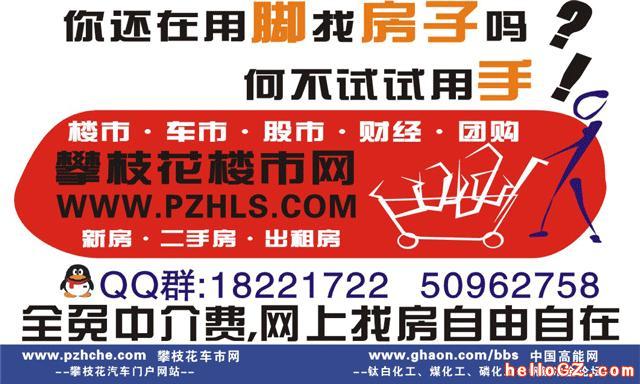 你还在用脚找房子吗?
何不试试用手!
楼市·车市·股市·财经·团购
攀枝花楼市网
WWW.PZHLS.COM
新房·二手房·出租房
QQ群:18221722 50962758
全免中介费,网上找房自由自在
www.pzhche.com 攀枝花车市网
--攀枝花汽车门户网站--
www.ghaon.com/bbs 中国高能网
--钛白化工、煤化工、磷化
helloGZ.com